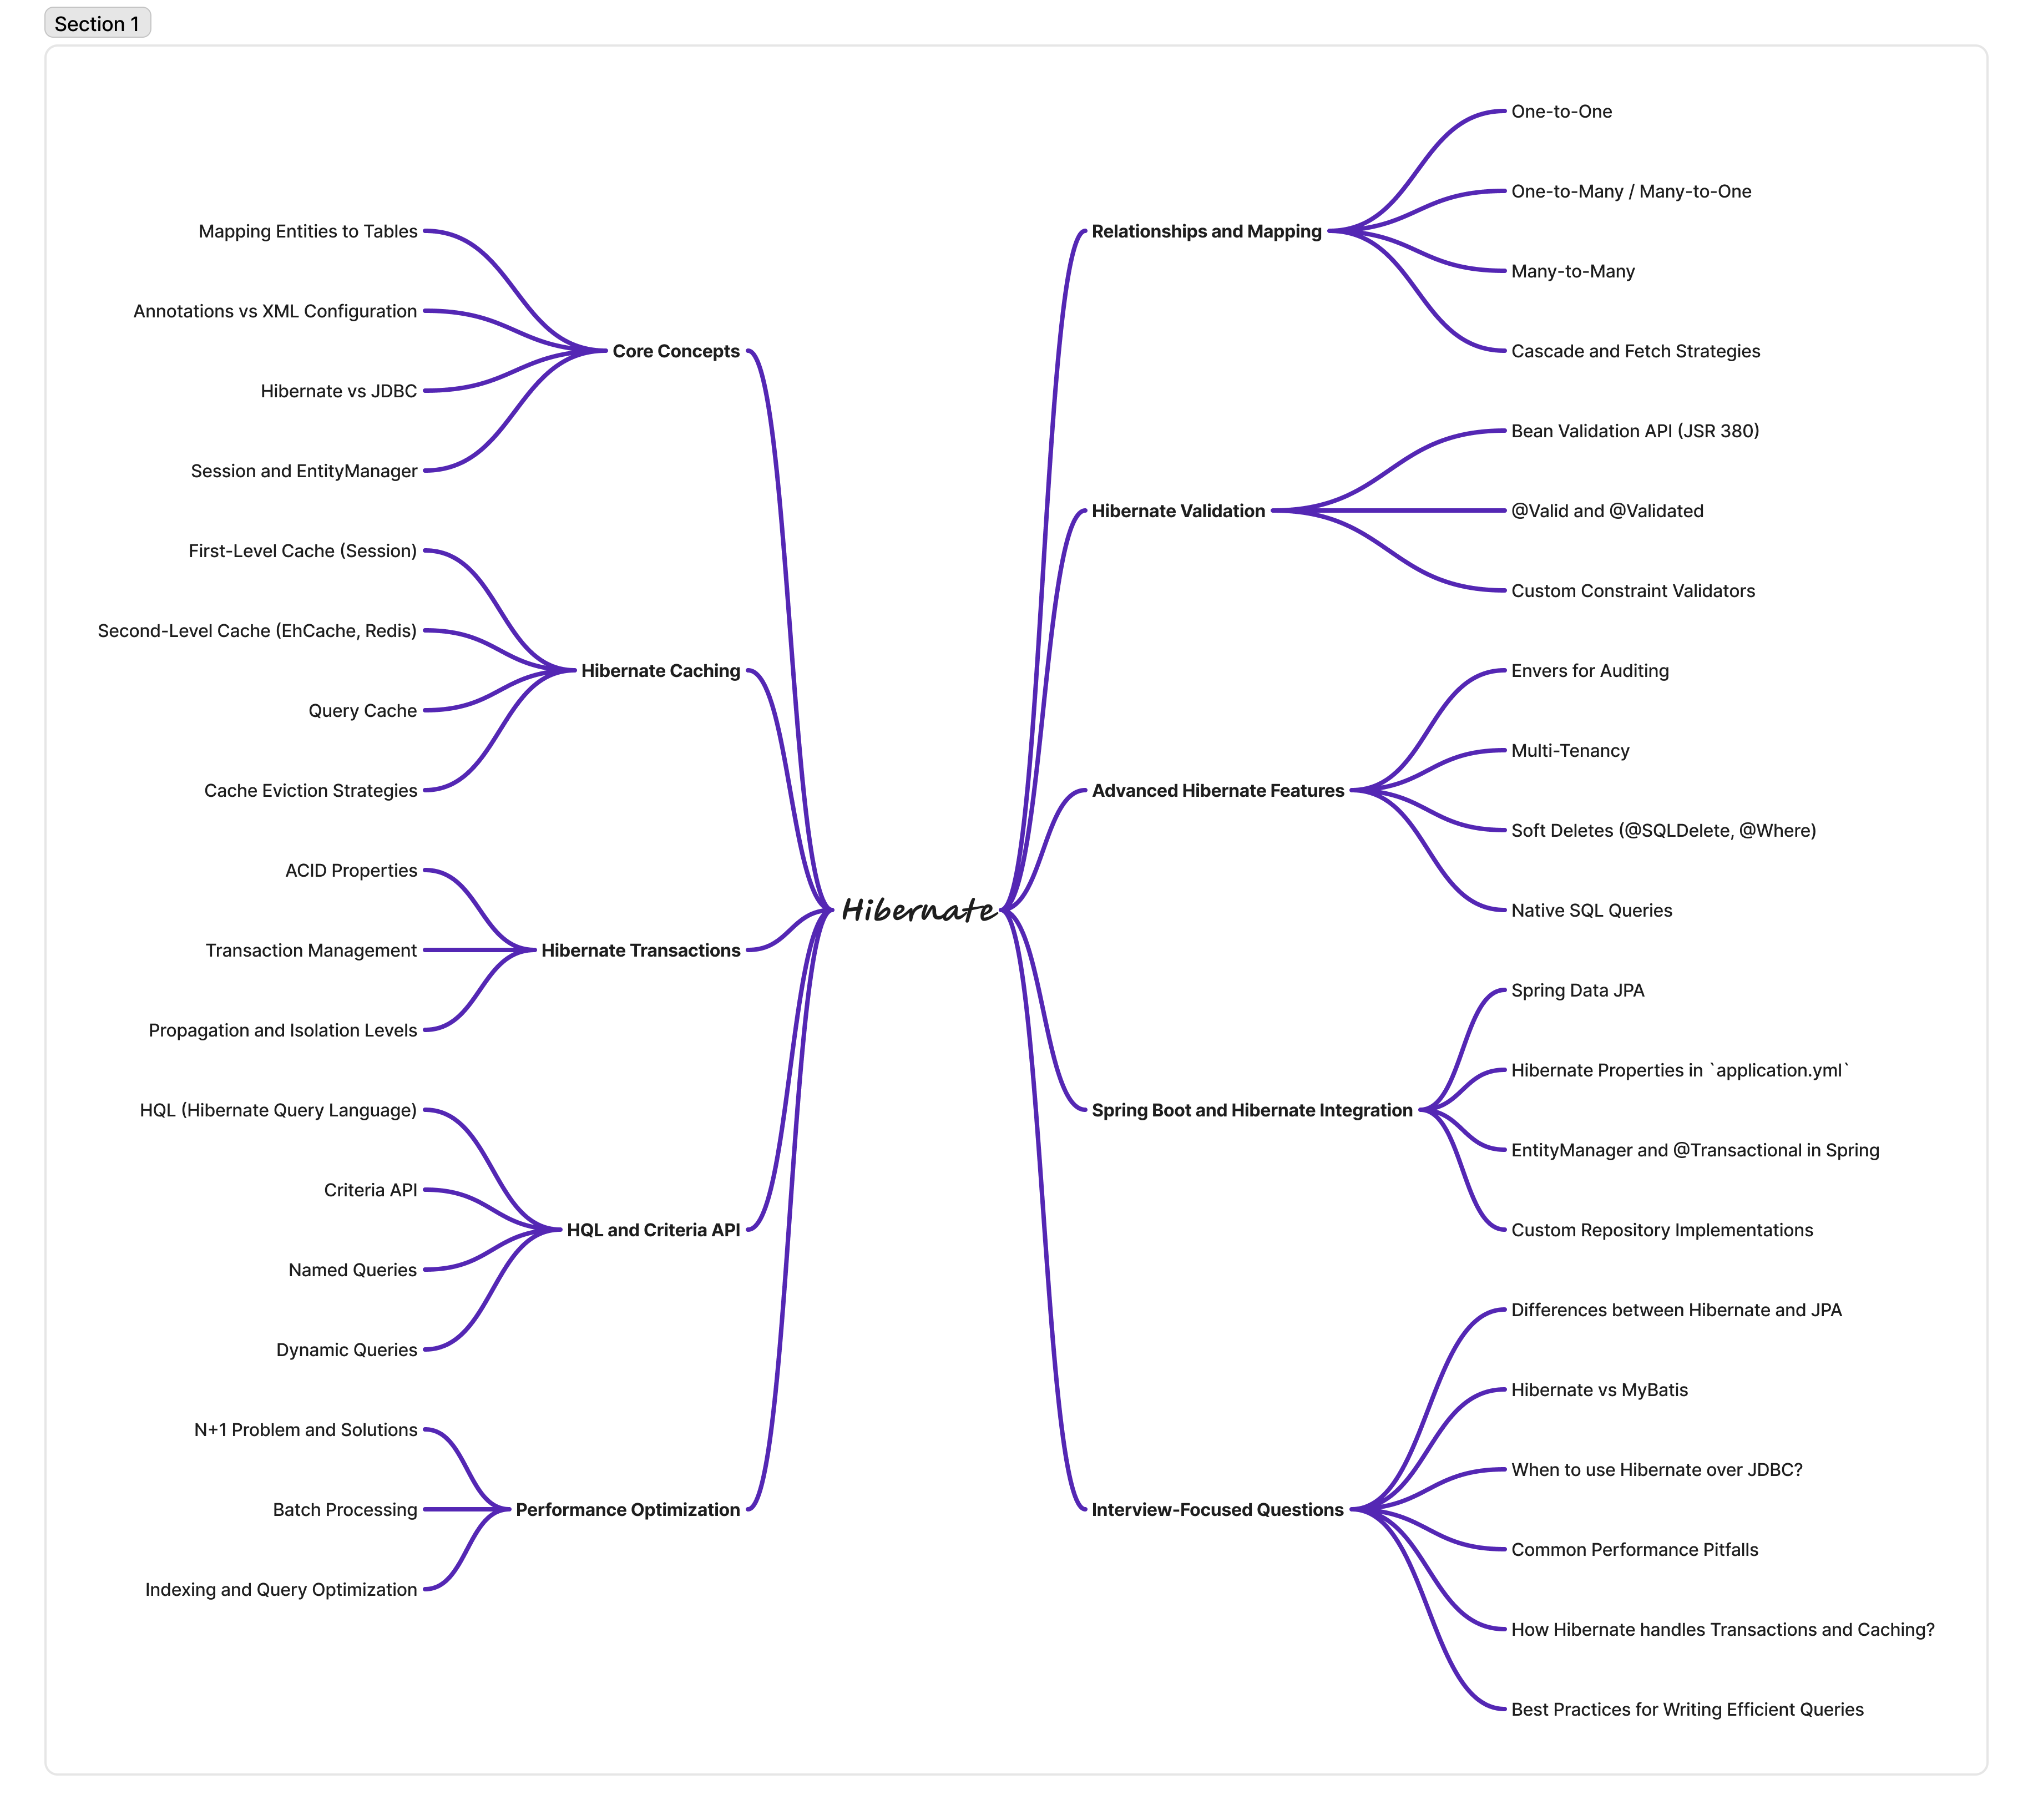 Section 1
Mapping Entities to Tables
Annotations vs XML Configuration
Hibernate vs JDBC
Session and EntityManager
Core Concepts
First-Level Cache (Session)
Second-Level Cache (EhCache, Redis)
Query Cache
Cache Eviction Strategies
Hibernate Caching
ACID Properties
Transaction Management
Propagation and Isolation Levels
Hibernate Transactions
HQL (Hibernate Query Language)
Criteria API
Named Queries
Dynamic Queries
HQL and Criteria API
N+1 Problem and Solutions
Batch Processing
Indexing and Query Optimization
Performance Optimization
Hibernate
Relationships and Mapping
One-to-One
One-to-Many / Many-to-One
Many-to-Many
Cascade and Fetch Strategies
Hibernate Validation
Bean Validation API (JSR 380)
@Valid and @Validated
Custom Constraint Validators
Advanced Hibernate Features
Envers for Auditing
Multi-Tenancy
Soft Deletes (@SQLDelete, @Where)
Native SQL Queries
Spring Boot and Hibernate Integration
Spring Data JPA
Hibernate Properties in `application.yml`
EntityManager and @Transactional in Spring
Custom Repository Implementations
Interview-Focused Questions
Differences between Hibernate and JPA
Hibernate vs MyBatis
When to use Hibernate over JDBC?
Common Performance Pitfalls
How Hibernate handles Transactions and Caching?
Best Practices for Writing Efficient Queries